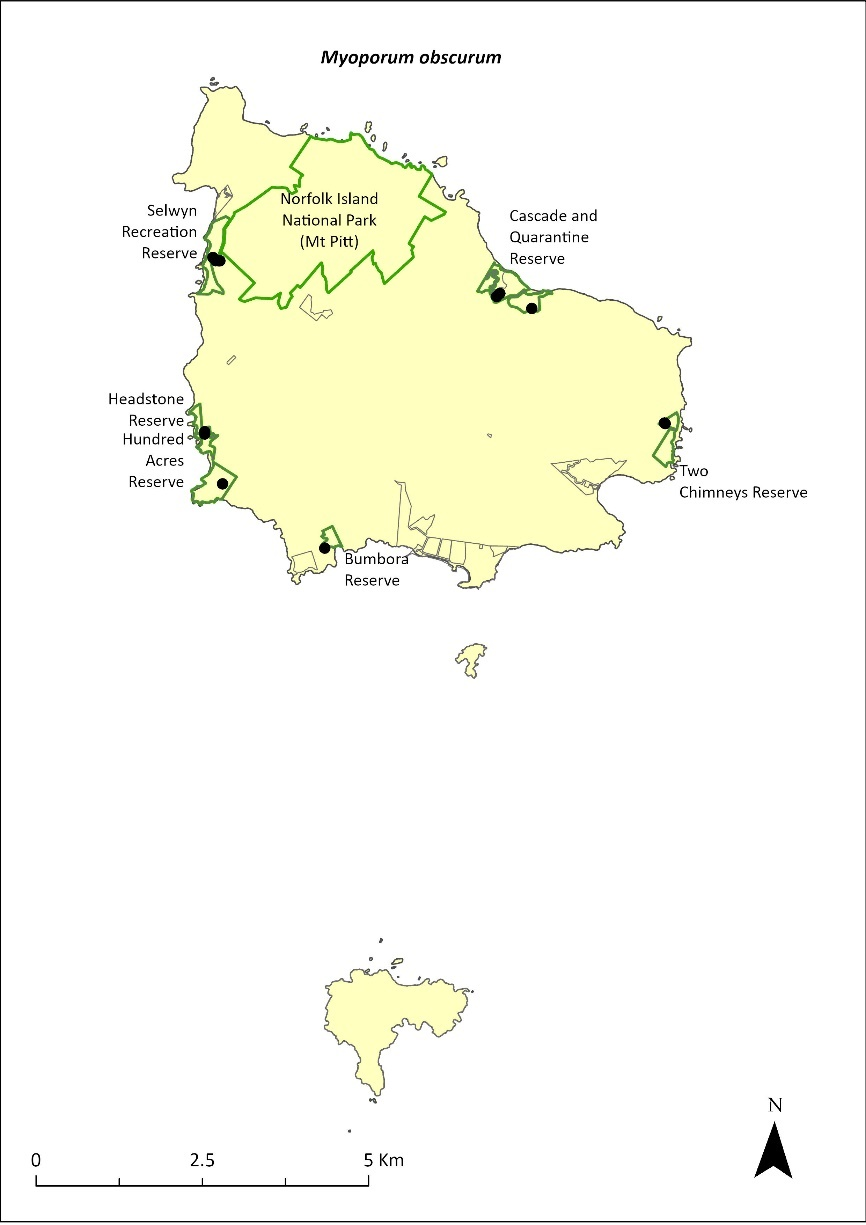 Myoporum obscurum
Norfolk Island
National Park
(Mt Pitt)
Selwyn
Recreation
Reserve
Cascade and
Quarantine
Reserve
Headstone
Reserve
Hundred
Acres
Reserve
Two
Chimneys Reserve
Bumbora
Reserve
N
0 2.5 5 Km